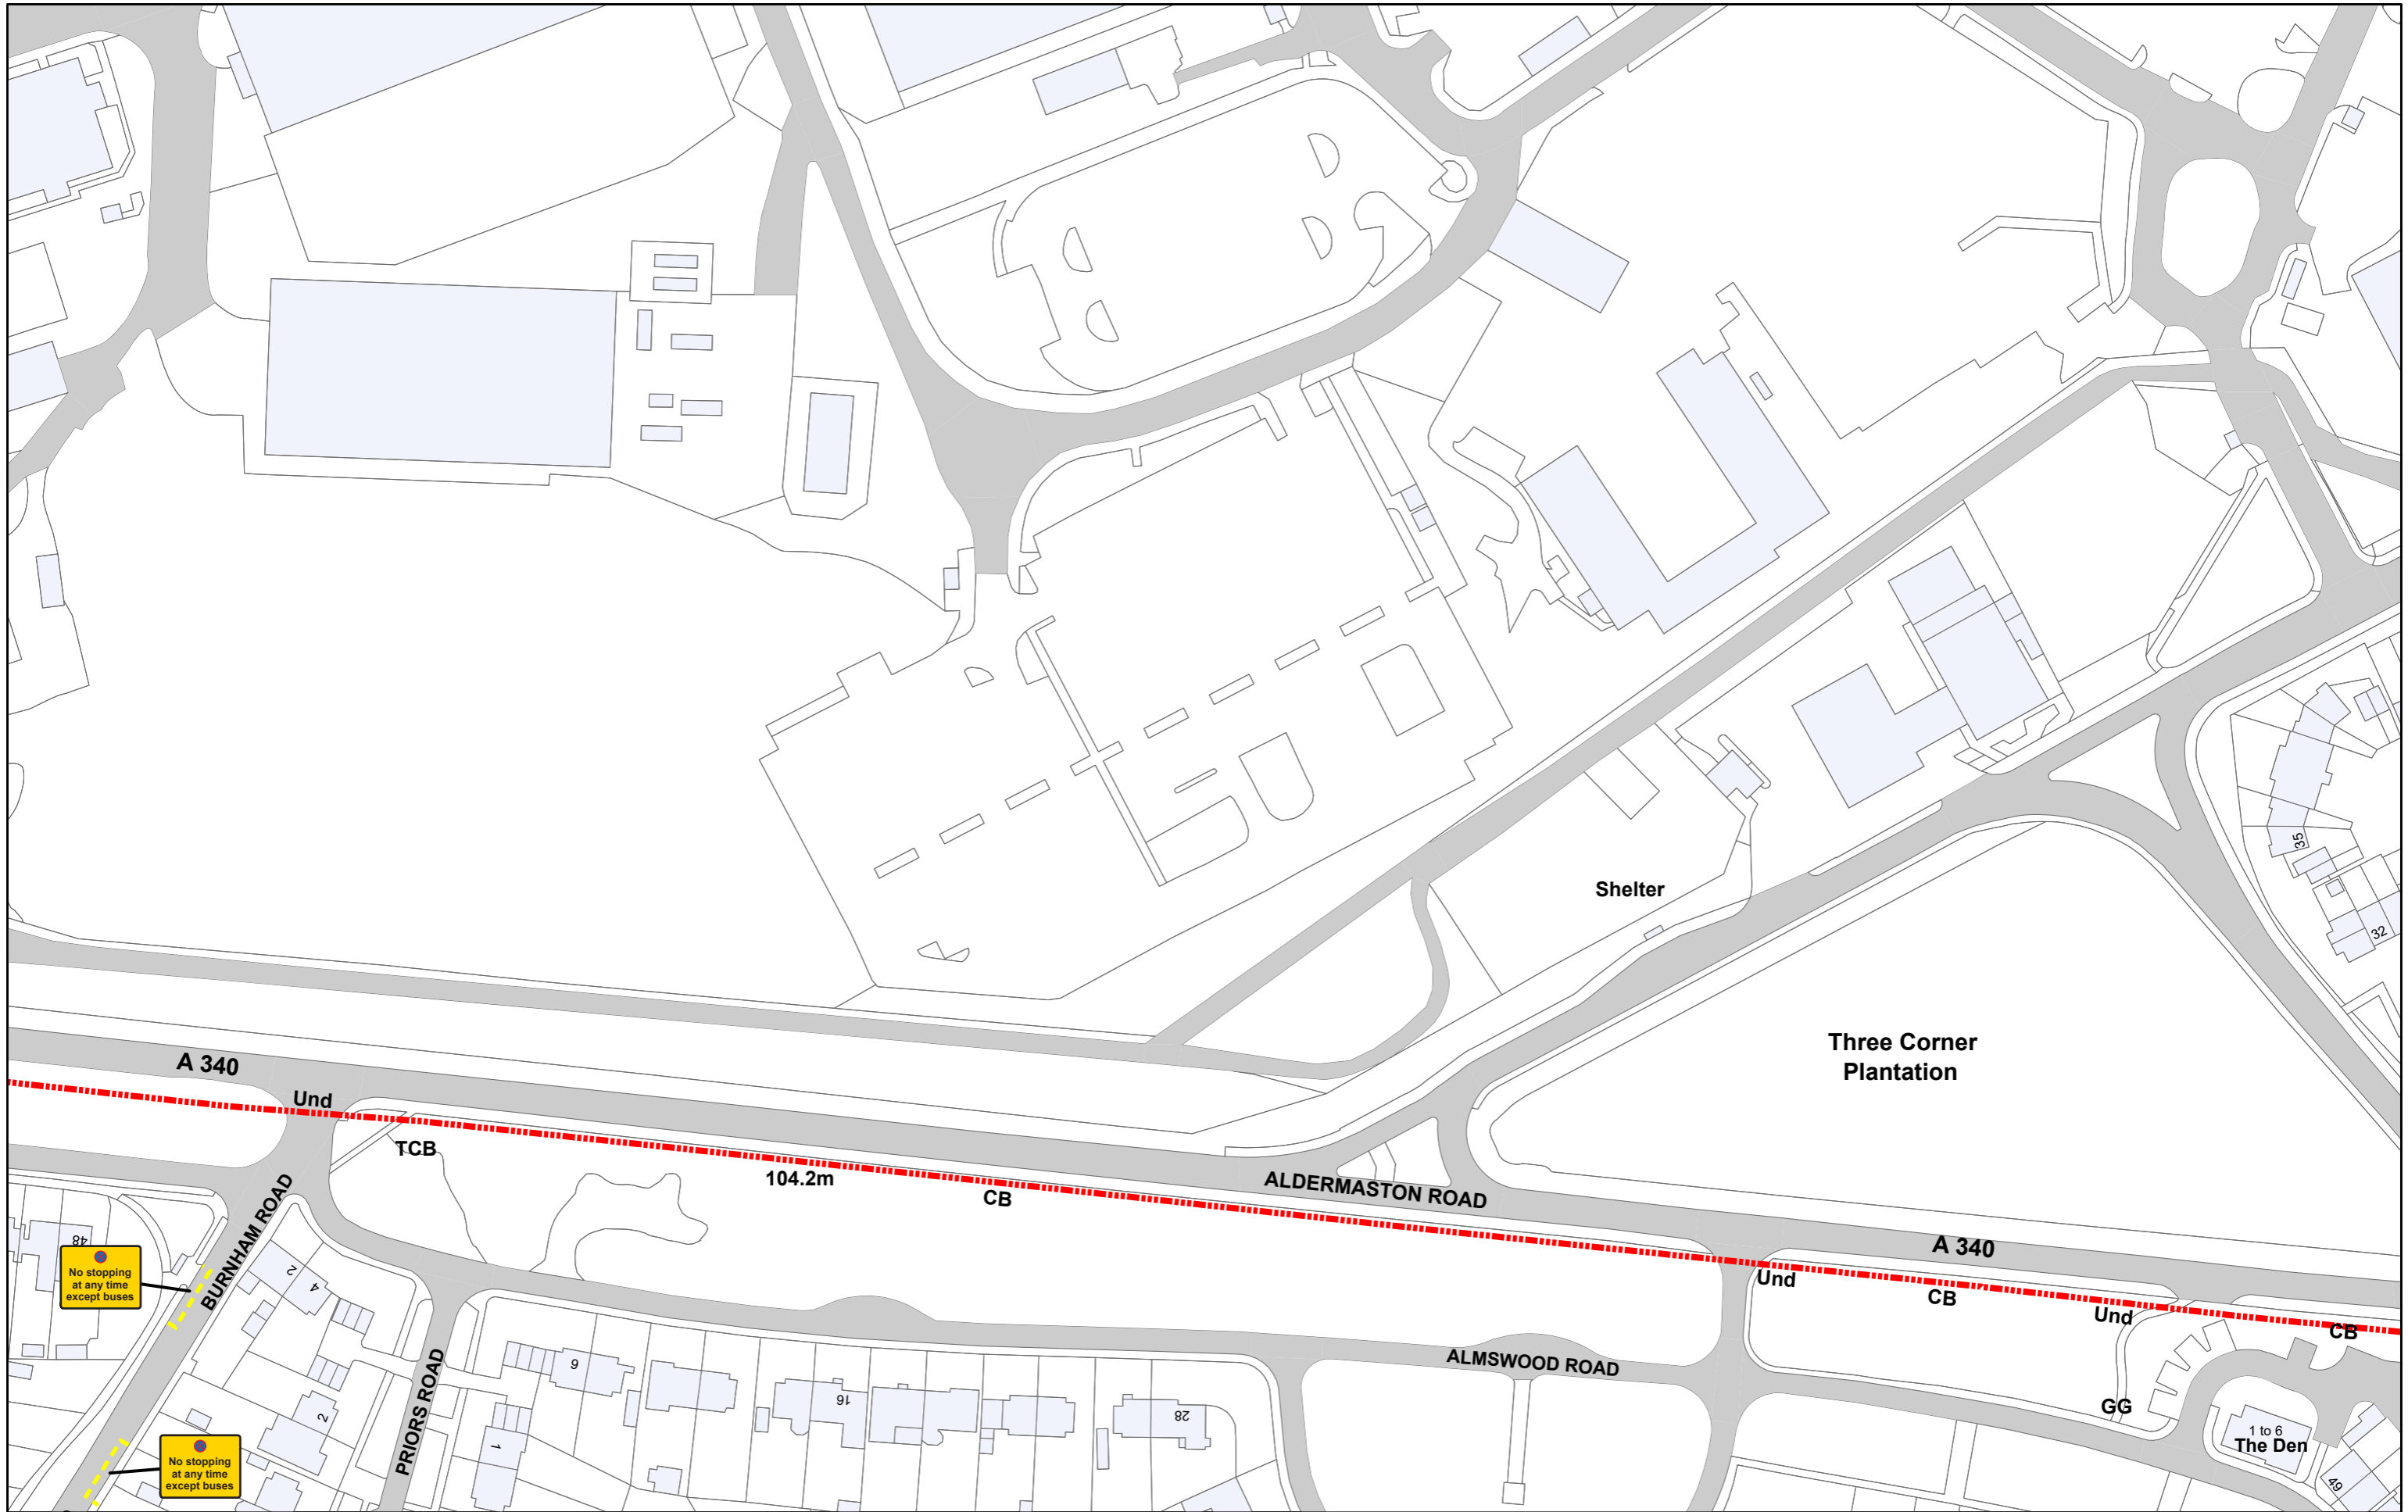 35
32
Shelter
Three Corner
Plantation
A 340
Und
TCB
104.2m
CB
ALDERMASTON ROAD
A 340
Und
CB
Und
CB
BURNHAM ROAD
48
No stopping
at any time
except buses
2
4
ALMSWOOD ROAD
PRIORS ROAD
6
16
28
2
1
GG
1 to 6
The Den
49
No stopping
at any time
except buses